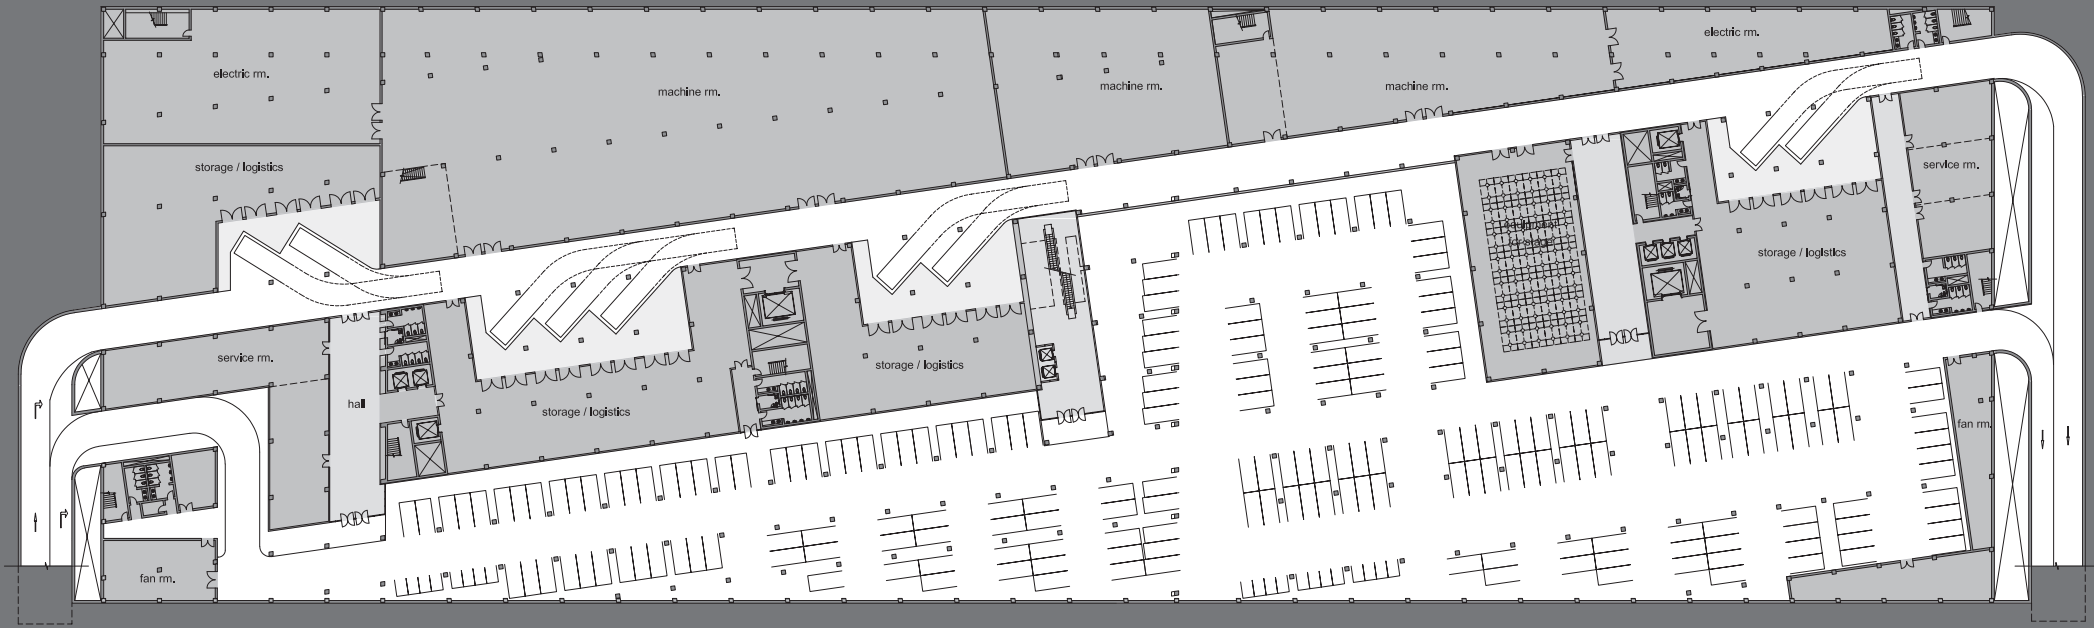 electric rm.
electric rm.
machine rm.
machine rm.
machine rm.
storage / logistics
service rm.
storage / logistics
service rm.
storage / logistics
hall
storage / logistics
fan rm.
fan rm.